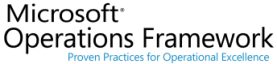 Microsoft®
Operations Framework
Proven Practices for Operational Excellence